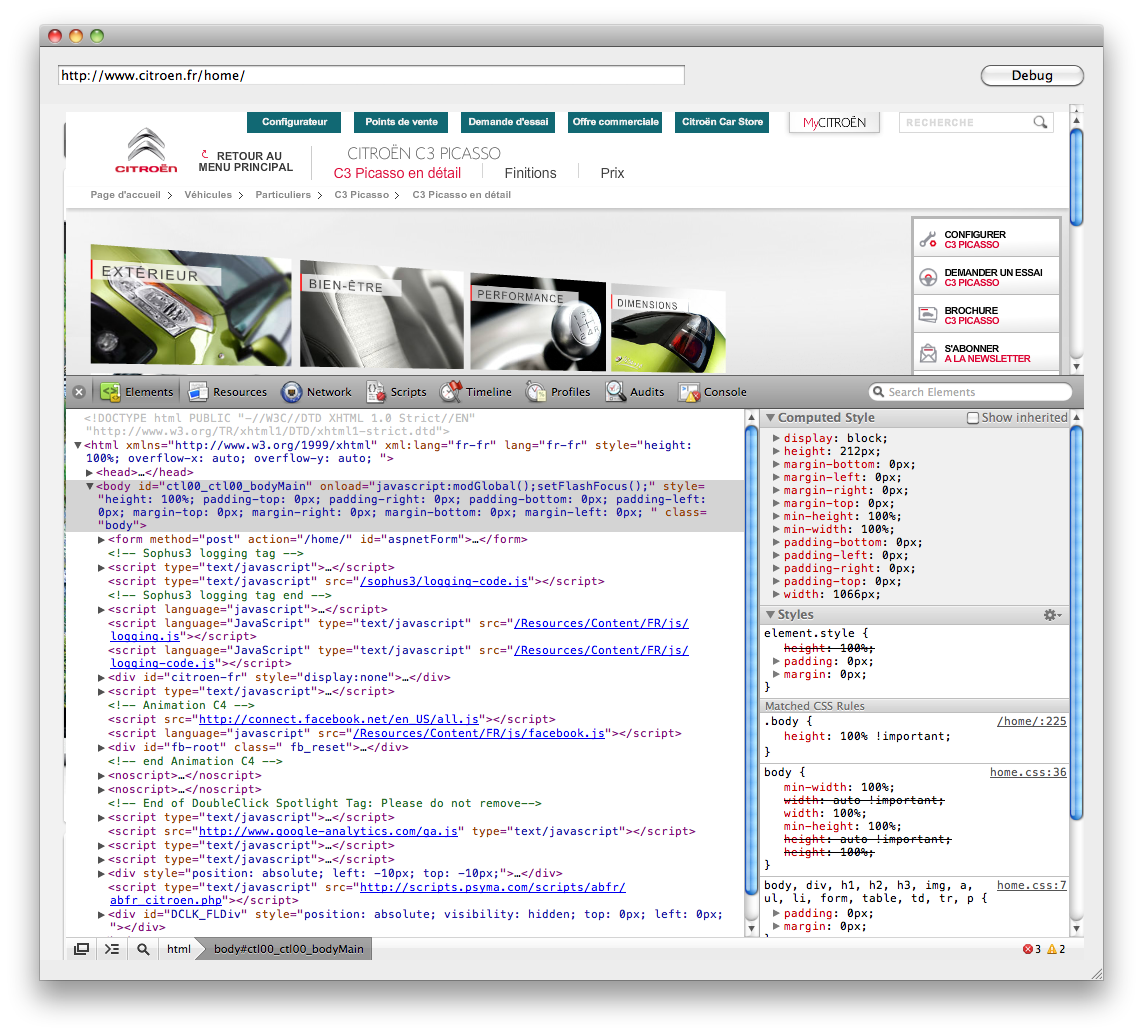 http://www.citroen.fr/home/
Debug
Configurateur
Points de vente
Demande d'essai
Offre commerciale
Citroën Car Store
MyCITROËN
RECHERCHE
CITROËN
RETOUR AU
MENU PRINCIPAL
CITROËN C3 PICASSO
C3 Picasso en détail
Finitions
Prix
Page d'accueil
Véhicules
Particuliers
C3 Picasso
C3 Picasso en détail
EXTÉRIEUR
BIEN-ÊTRE
PERFORMANCE
DIMENSIONS
CONFIGURER
C3 PICASSO
DEMANDER UN ESSAI
C3 PICASSO
BROCHURE
C3 PICASSO
S'ABONNER
A LA NEWSLETTER
Elements
Resources
Network
Scripts
Timeline
Profiles
Audits
Console
Search Elements
<!DOCTYPE html PUBLIC "-//W3C//DTD XHTML 1.0 Strict//EN"
"http://www.w3.org/TR/xhtml1/DTD/xhtml1-strict.dtd">
<html xmlns="http://www.w3.org/1999/xhtml" xml:lang="fr-fr" lang="fr-fr" style="height:
100%; overflow-x: auto; overflow-y: auto; ">
<head>…</head>
<body id="ctl00_ctl00_bodyMain" onload="javascript:modGlobal();setFlashFocus();" style=
"height: 100%; padding-top: 0px; padding-right: 0px; padding-bottom: 0px; padding-left:
0px; margin-top: 0px; margin-right: 0px; margin-bottom: 0px; margin-left: 0px; " class=
"body">
<form method="post" action="/home/" id="aspnetForm">…</form>
<!-- Sophus3 logging tag -->
<script type="text/javascript">…</script>
<script type="text/javascript" src="/sophus3/logging-code.js"></script>
<!-- Sophus3 logging tag end -->
<script language="javascript">…</script>
<script language="JavaScript" type="text/javascript" src="/Resources/Content/FR/js/
logging.js"></script>
<script language="JavaScript" type="text/javascript" src="/Resources/Content/FR/js/
logging-code.js"></script>
<div id="citroen-fr" style="display:none">…</div>
<script type="text/javascript">…</script>
<!-- Animation C4 -->
<script src="http://connect.facebook.net/en_US/all.js"></script>
<script language="javascript" src="/Resources/Content/FR/js/facebook.js"></script>
<div id="fb-root" class=" fb_reset">…</div>
<!-- end Animation C4 -->
<noscript>…</noscript>
<noscript>…</noscript>
<!-- End of DoubleClick Spotlight Tag: Please do not remove-->
<script type="text/javascript">…</script>
<script src="http://www.google-analytics.com/ga.js" type="text/javascript"></script>
<script type="text/javascript">…</script>
<script type="text/javascript">…</script>
<div style="position: absolute; left: -10px; top: -10px;">…</div>
<script type="text/javascript" src="http://scripts.psyma.com/scripts/abfr/
abfr_citroen.php"></script>
<div id="DCLK_FLDiv" style="position: absolute; visibility: hidden; top: 0px; left: 0px;
"></div>
html
body#ctl00_ctl00_bodyMain
Computed Style
Show inherited
display: block;
height: 212px;
margin-bottom: 0px;
margin-left: 0px;
margin-right: 0px;
margin-top: 0px;
min-height: 100%;
min-width: 100%;
padding-bottom: 0px;
padding-left: 0px;
padding-right: 0px;
padding-top: 0px;
width: 1066px;
Styles
element.style {
height: 100%;
padding: 0px;
margin: 0px;
}
Matched CSS Rules
.body {
/home/:225
height: 100% !important;
}
body {
home.css:36
min-width: 100%;
width: auto !important;
width: 100%;
min-height: 100%;
height: auto !important;
height: 100%;
}
body, div, h1, h2, h3, img, a,
home.css:7
ul, li, form, table, td, tr, p {
padding: 0px;
margin: 0px;
3
2